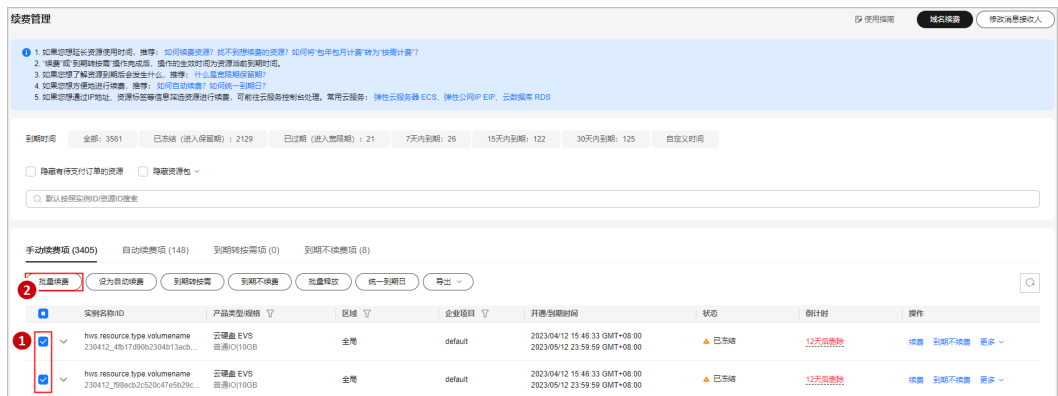 续费管理
使用指南 域名续费 修改消息接收人
1. 如果您想延长资源使用时间，推荐： 如何续费资源？找不到想续费的资源？如何将“包年包月计费”转为“按需计费”？
2. “续费”或“到期转按需”操作完成后，操作的生效时间为资源当前到期时间。
3. 如果您想了解资源到期后会发生什么，推荐： 什么是宽限期保留期？
4. 如果您想方便地进行续费，推荐： 如何自动续费？如何统一到期日？
5. 如果您想通过IP地址、资源标签等信息筛选资源进行续费，可前往云服务控制台处理。常用云服务： 弹性云服务器 ECS、弹性公网IP EIP、云数据库 RDS
到期时间 全部：3561 已冻结（进入保留期）：2129 已过期（进入宽限期）：21 7天内到期：26 15天内到期：122 30天内到期：125 自定义时间
隐藏有待支付订单的资源 隐藏资源包
默认按照实例ID/资源ID搜索
手动续费项 (3405) 自动续费项 (148) 到期转按需项 (0) 到期不续费项 (8)
批量续费 设为自动续费 到期转按需 到期不续费 批量释放 统一到期日 导出
2
实例名称/ID 产品类型/规格 区域 企业项目 开通/到期时间 状态 倒计时 操作
1
hws.resource.type.volumename 云硬盘 EVS 全局 default 2023/04/12 15:46:33 GMT+08:00 已冻结 12天后删除 续费 到期不续费 更多
230412_4fb17d90b2304b13acb... 普通IO|10GB 2023/05/12 23:59:59 GMT+08:00
hws.resource.type.volumename 云硬盘 EVS 全局 default 2023/04/12 15:46:33 GMT+08:00 已冻结 12天后删除 续费 到期不续费 更多
230412_f98ecb2c520c47e5b29c... 普通IO|10GB 2023/05/12 23:59:59 GMT+08:00